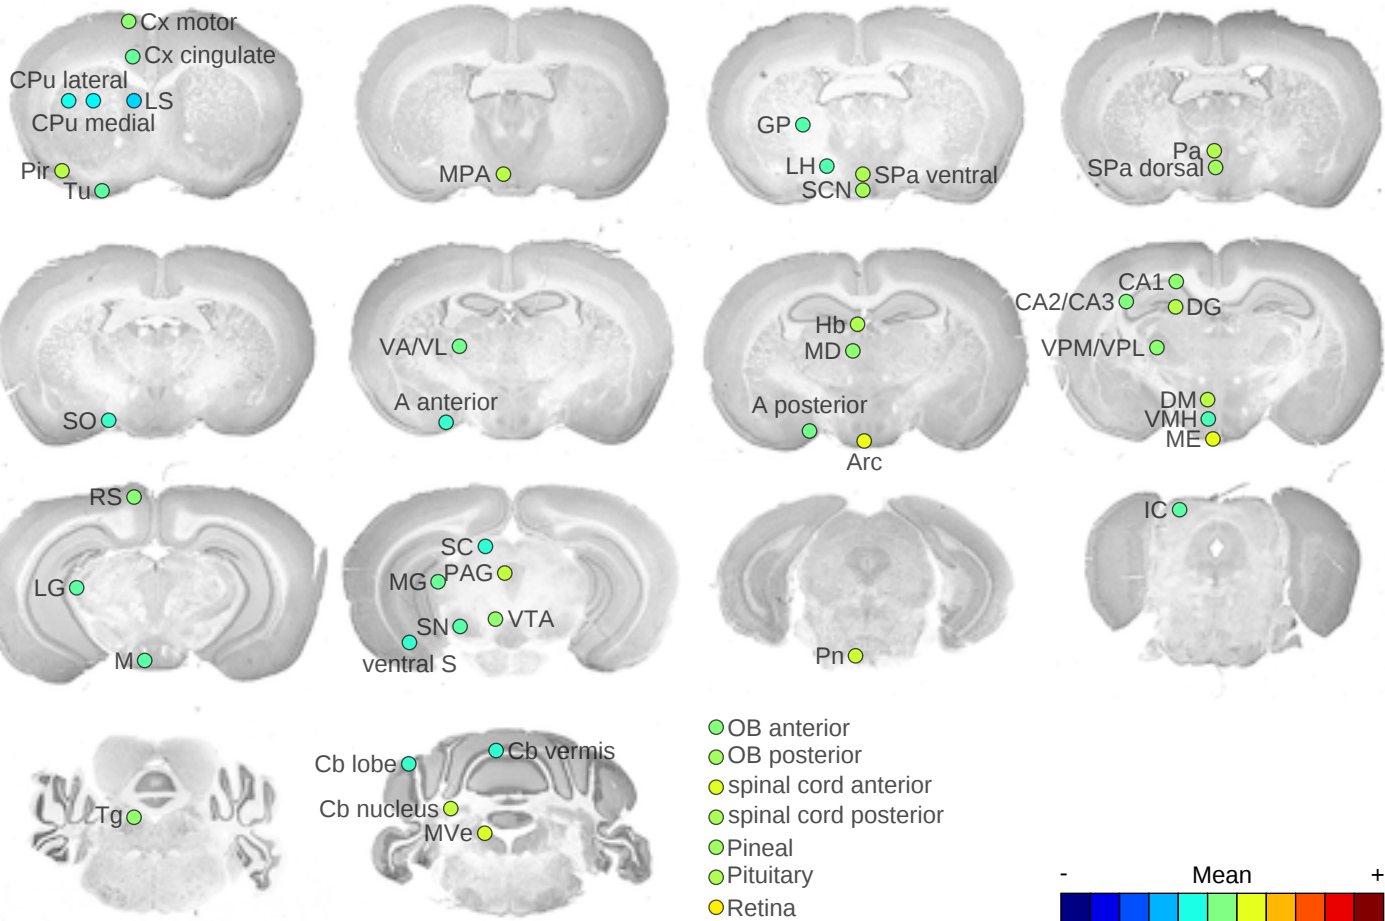 Cx motor
Cx cingulate
CPu lateral
LS
CPu medial
Pir
Tu
MPA
GP
LH
SPa ventral
SCN
Pa
SPa dorsal
SO
VA/VL
A anterior
Hb
MD
A posterior
Arc
CA1
CA2/CA3
DG
VPM/VPL
DM
VMH
ME
RS
LG
M
SC
MG
PAG
SN
VTA
ventral S
Pn
IC
Tg
Cb lobe
Cb vermis
Cb nucleus
MVe
OB anterior
OB posterior
spinal cord anterior
spinal cord posterior
Pineal
Pituitary
Retina
- Mean +